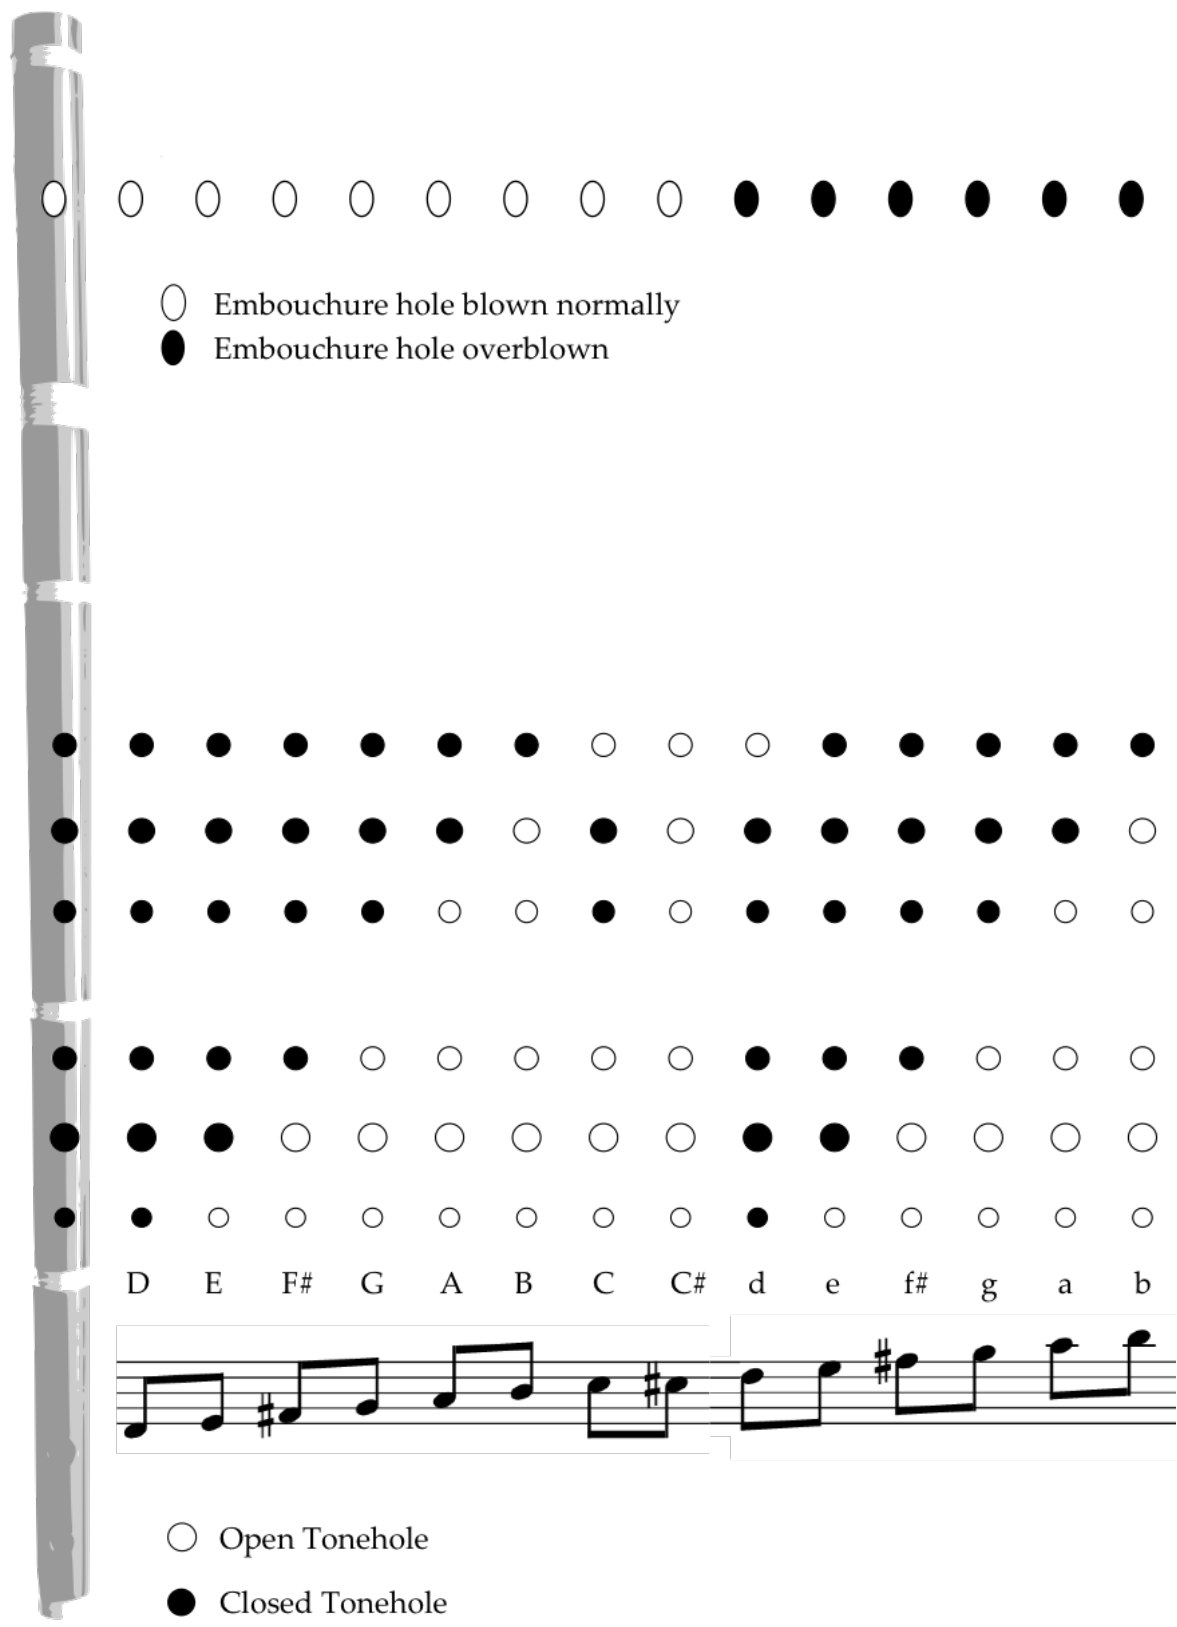 Embouchure hole blown normally
Embouchure hole overblown
D E F# G A B C C# d e f# g a b
Open Tonehole
Closed Tonehole